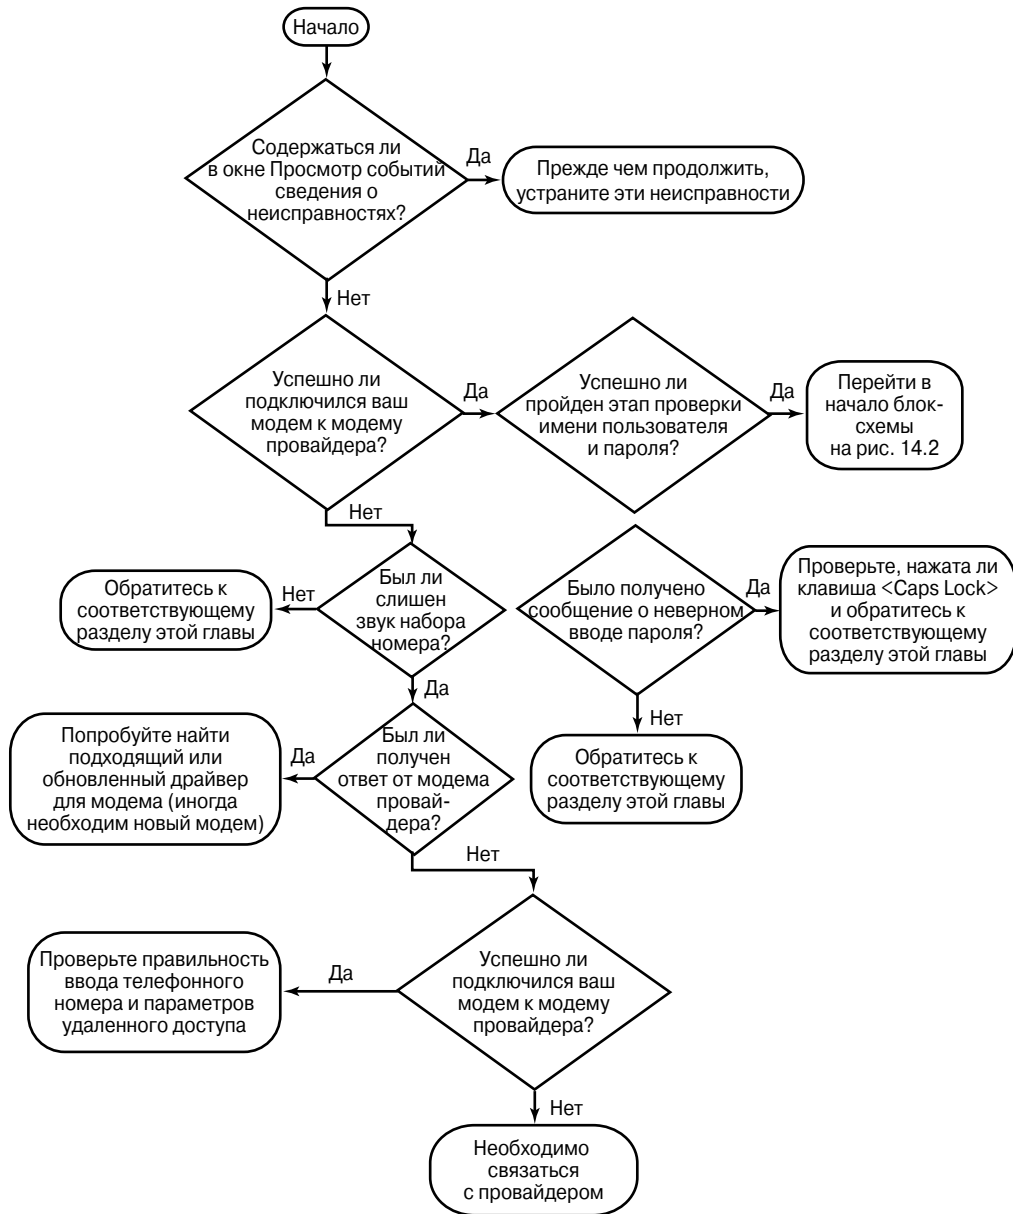 Начало
Содержаться ли
в окне Просмотр событий
сведения о
неисправностях?
Да
Прежде чем продолжить,
устраните эти неисправности
Нет
Успешно ли
подключился ваш
модем к модему
провайдера?
Да
Успешно ли
пройден этап проверки
имени пользователя
и пароля?
Да
Перейти в
начало блок-
схемы
на рис. 14.2
Нет
Был ли
слишен
звук набора
номера?
Нет
Обратитесь к
соответствующему
разделу этой главы
Было получено
сообщение о неверном
вводе пароля?
Да
Проверьте, нажата ли
клавиша <Caps Lock>
и обратитесь к
соответствующему
разделу этой главы
Да
Нет
Обратитесь к
соответствующему
разделу этой главы
Был ли
получен
ответ от модема
провай-
дера?
Да
Попробуйте найти
подходящий или
обновленный драйвер
для модема (иногда
необходим новый модем)
Нет
Успешно ли
подключился ваш
модем к модему
провайдера?
Да
Проверьте правильность
ввода телефонного
номера и параметров
удаленного доступа
Нет
Необходимо
связаться
с провайдером